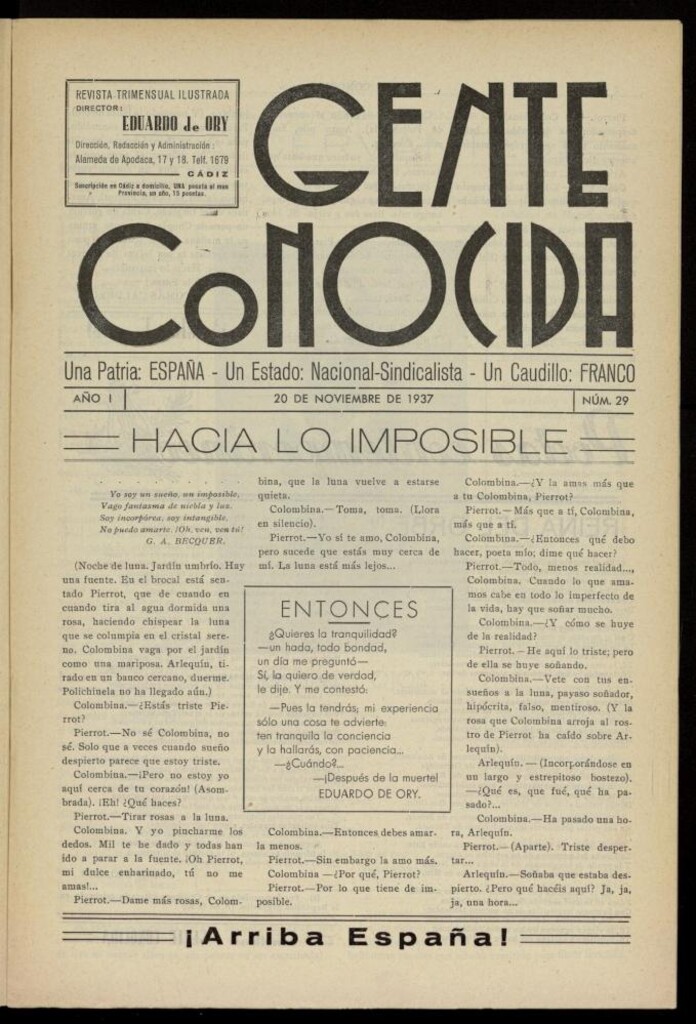 REVISTA TRIMENSUAL ILUSTRADA
DIRECTOR:
EDUARDO de ORY
Dirección, Redacción y Administración:
Alameda de Apodaca, 17 y 18. Telf. 1679
CÁDIZ
Suscripción en Cádiz a domicilio, UNA peseta al mes
Provincia, un año, 15 pesetas.
GENTE
CONOCIDA
Una Patria: ESPAÑA - Un Estado: Nacional-Sindicalista - Un Caudillo: FRANCO
AÑO I
20 DE NOVIEMBRE DE 1937
NÚM. 29
HACIA LO IMPOSIBLE
. . . . . . . . . .
Yo soy un sueño, un imposible,
Vago fantasma de niebla y luz.
Soy incorpórea, soy intangible,
No puedo amarte. ¡Oh, ven, ven tú!
G. A. BECQUER.
(Noche de luna. Jardín umbrío. Hay
una fuente. En el brocal está sen-
tado Pierrot, que de cuando en
cuando tira al agua dormida una
rosa, haciendo chispear la luna
que se columpia en el cristal sere-
no. Colombina vaga por el jardín
como una mariposa. Arlequín, ti-
rado en un banco cercano, duerme.
Polichinela no ha llegado aún.)
Colombina.—¿Estás triste Pie-
rrot?
Pierrot.—No sé Colombina, no
sé. Solo que a veces cuando sueño
despierto parece que estoy triste.
Colombina.—¡Pero no estoy yo
aquí cerca de tu corazón! (Asom-
brada). ¡Eh! ¿Qué haces?
Pierrot.—Tirar rosas a la luna.
Colombina. Y yo pincharme los
dedos. Mil te he dado y todas han
ido a parar a la fuente. ¡Oh Pierrot,
mi dulce enharinado, tú no me
amas!...
Pierrot.—Dame más rosas, Colom-
bina, que la luna vuelve a estarse
quieta.
Colombina.—Toma, toma. (Llora
en silencio).
Pierrot.—Yo sí te amo, Colombina,
pero sucede que estás muy cerca de
mí. La luna está más lejos...
ENTONCES
¿Quieres la tranquilidad?
—un hada, todo bondad,
un día me preguntó—
Sí, la quiero de verdad,
le dije. Y me contestó:
—Pues la tendrás; mi experiencia
sólo una cosa te advierte:
ten tranquila la conciencia
y la hallarás, con paciencia...
—¿Cuándo?...
—¡Después de la muerte!
EDUARDO DE ORY.
Colombina.—Entonces debes amar-
la menos.
Pierrot.—Sin embargo la amo más.
Colombina —¿Por qué, Pierrot?
Pierrot.—Por lo que tiene de im-
posible.
Colombina.—¿Y la amas más que
a tu Colombina, Pierrot?
Pierrot.— Más que a tí, Colombina,
más que a tí.
Colombina.—¿Entonces qué debo
hacer, poeta mío; dime qué hacer?
Pierrot.—Todo, menos realidad...,
Colombina. Cuando lo que ama-
mos cabe en todo lo imperfecto de
la vida, hay que soñar mucho.
Colombina.—¿Y cómo se huye
de la realidad?
Pierrot. – He aquí lo triste; pero
de ella se huye soñando.
Colombina.—Vete con tus en-
sueños a la luna, payaso soñador,
hipócrita, falso, mentiroso. (Y la
rosa que Colombina arroja al ros-
tro de Pierrot ha caído sobre Ar-
lequín).
Arlequín. — (Incorporándose en
un largo y estrepitoso bostezo).
—¿Qué es, que fué, qué ha pa-
sado?...
Colombina.—Ha pasado una ho-
ra, Arlequín.
Pierrot.—(Aparte). Triste desper-
tar...
Arlequín.—Soñaba que estaba des-
pierto. ¿Pero qué hacéis aquí? Ja, ja,
ja, una hora...
¡Arriba España!